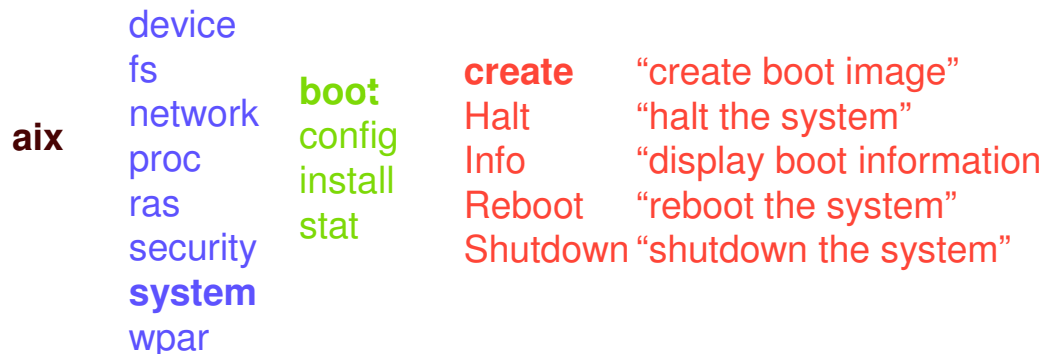 aix
device
fs
network
proc
ras
security
system
wpar
boot
config
install
stat
create “create boot image”
Halt “halt the system”
Info “display boot information
Reboot “reboot the system”
Shutdown “shutdown the system”